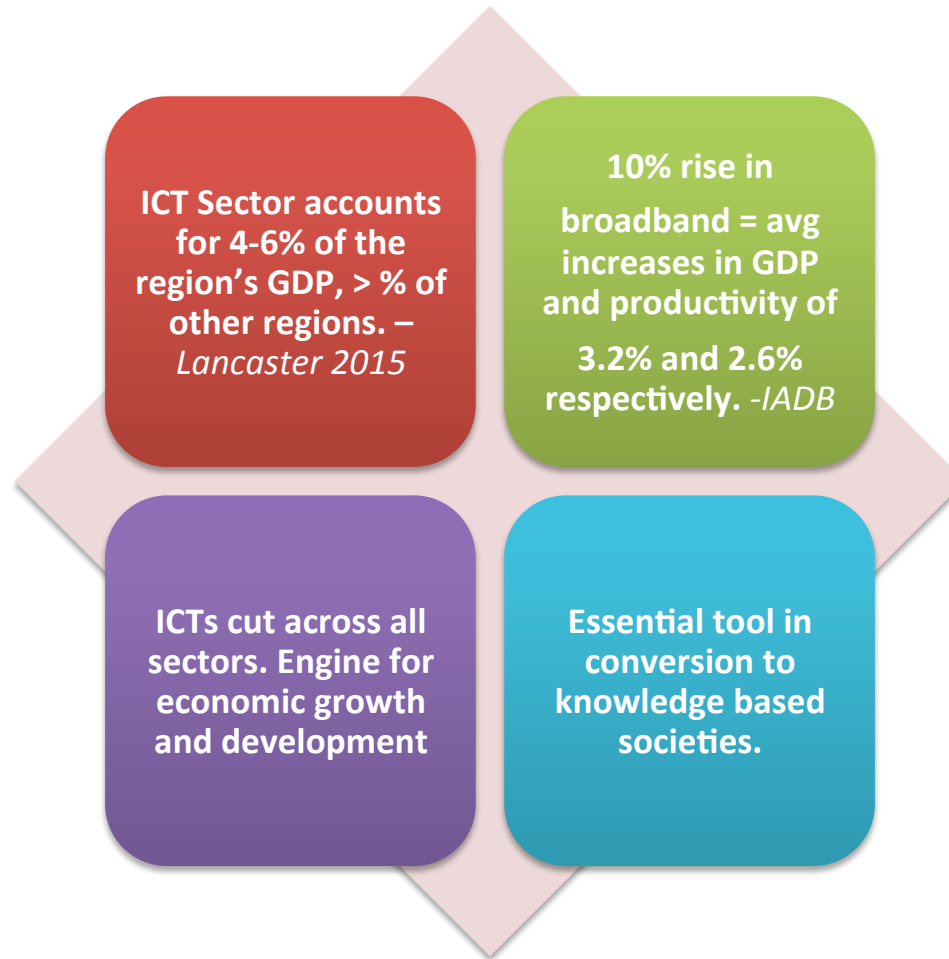 ICT Sector accounts
for 4-6% of the
region’s GDP, > % of
other regions. –
Lancaster 2015
10% rise in
broadband = avg
increases in GDP
and productivity of
3.2% and 2.6%
respectively. -IADB
ICTs cut across all
sectors. Engine for
economic growth
and development
Essential tool in
conversion to
knowledge based
societies.